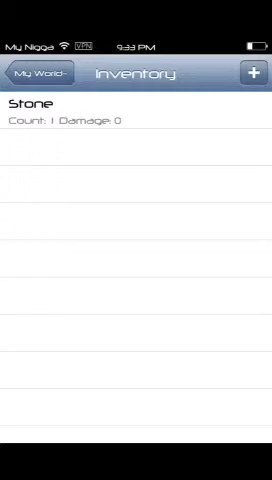 My Nigga VPN 9:33 PM
My World- Inventory +
Stone
Count: 1 Damage: 0